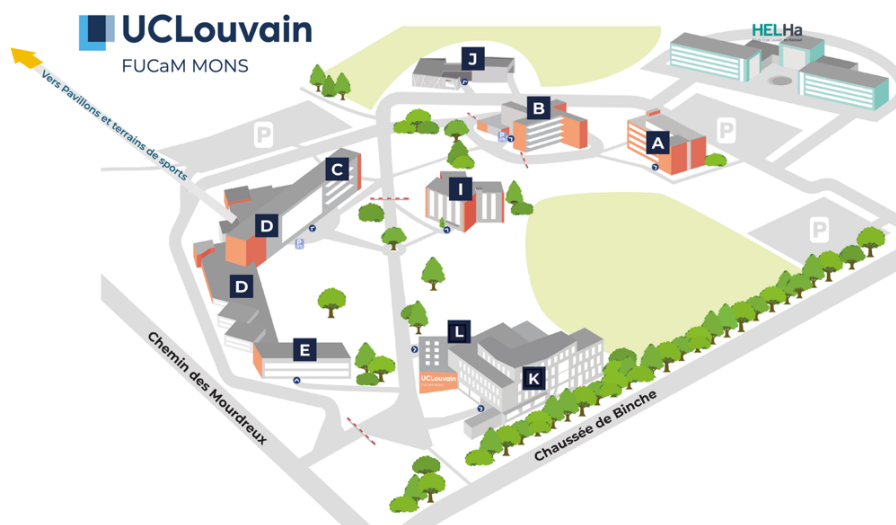 UCLouvain
FUCaM MONS
HELHa
Vers Pavillons et terrains de sports
J
B
P
P
A
C
I
D
P
D
L
E
UCLouvain
K
Chemin des Mourdreux
Chaussée de Binche